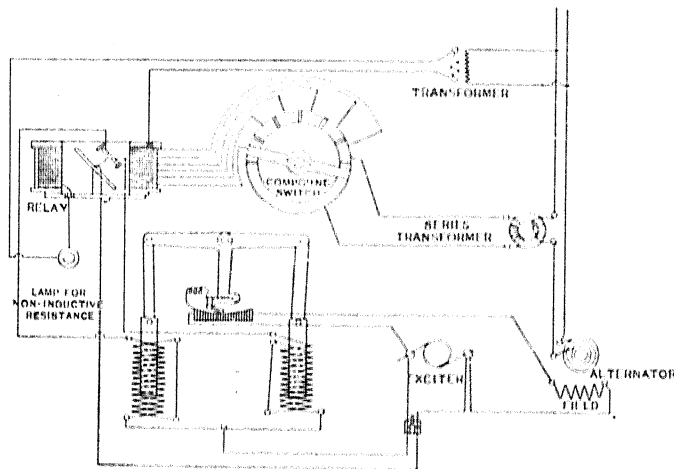 TRANSFORMER
COMPOUND
SWITCH
RELAY
SERIES
TRANSFORMER
LAMP FOR
NON-INDUCTIVE
RESISTANCE
EXCITER
ALTERNATOR
FIELD